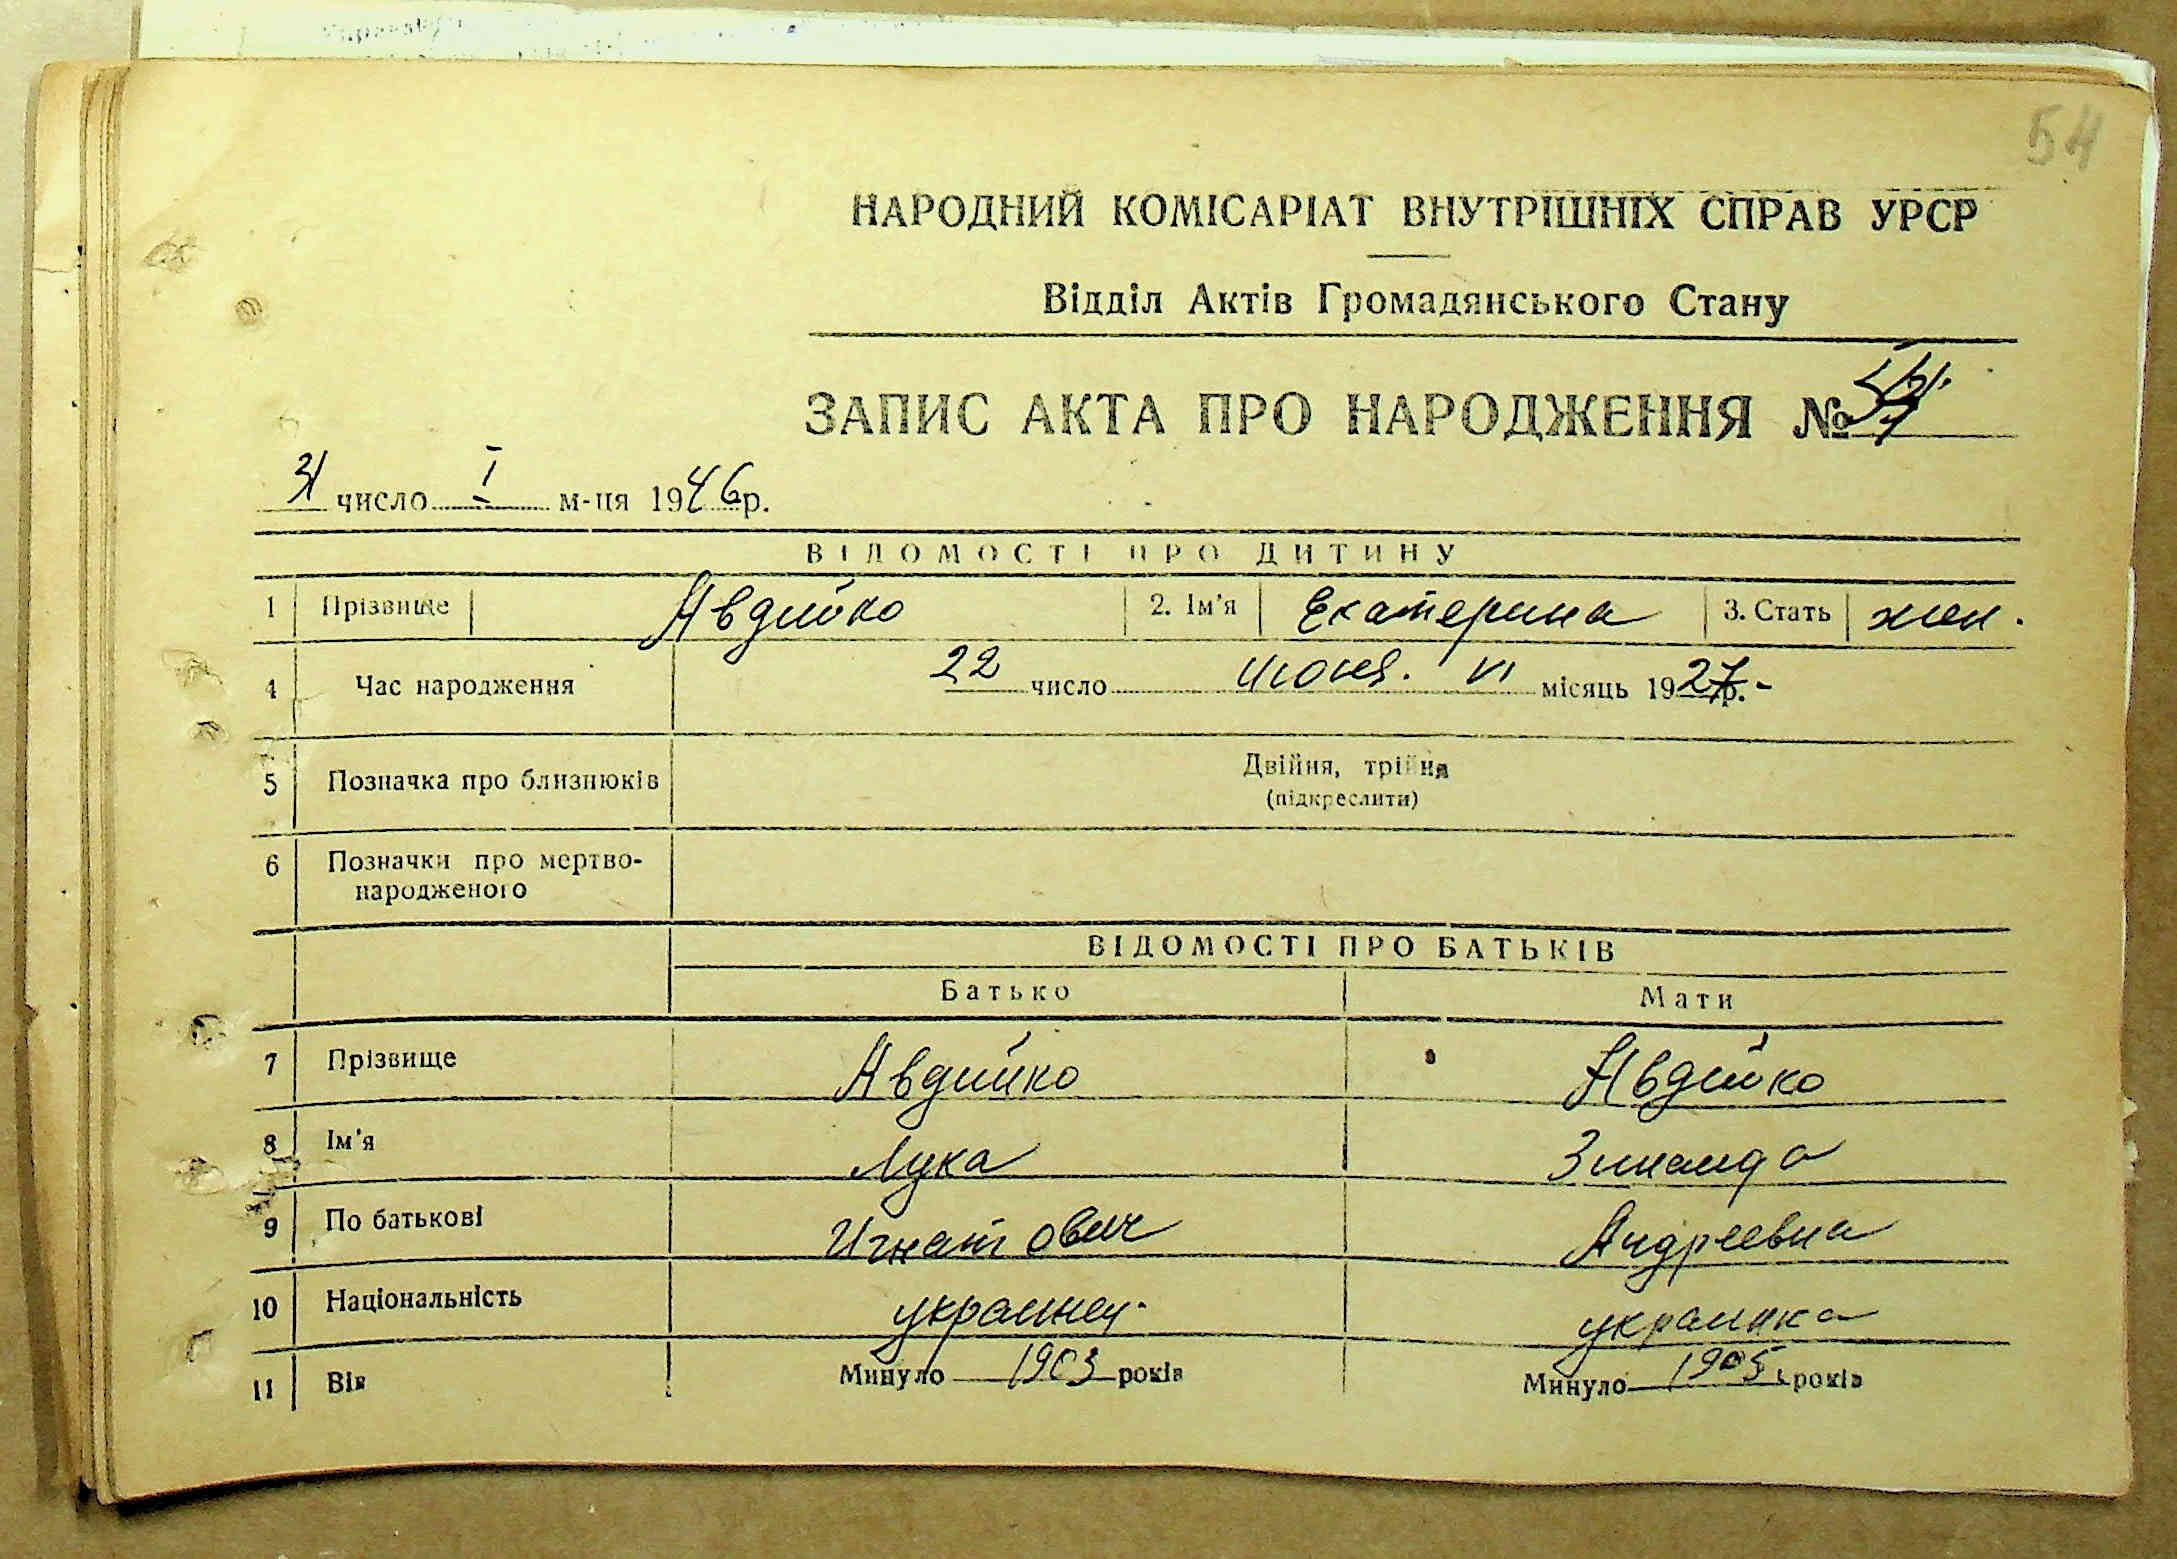 54
НАРОДНИЙ КОМІСАРІАТ ВНУТРІШНІХ СПРАВ УРСР
Відділ Актів Громадянського Стану
ЗАПИС АКТА ПРО НАРОДЖЕННЯ №
31 число I м-ця 1946 р.
ВІДОМОСТІ ПРО ДИТИНУ
1 Прізвище Авдийко 2. Ім'я Екатерина 3. Стать жен.
4 Час народження 22 число июня. VI місяць 1927 р. -
5 Позначка про близнюків Двійня, трійня
(підкреслити)
6 Позначки про мертво-
народженого
ВІДОМОСТІ ПРО БАТЬКІВ
Батько Мати
7 Прізвище Авдийко Авдийко
8 Ім'я Лука Зинаида
9 По батькові Игнатович Андреевна
10 Національність украинец. украинка
11 Вік Минуло 1903 років Минуло 1905 років